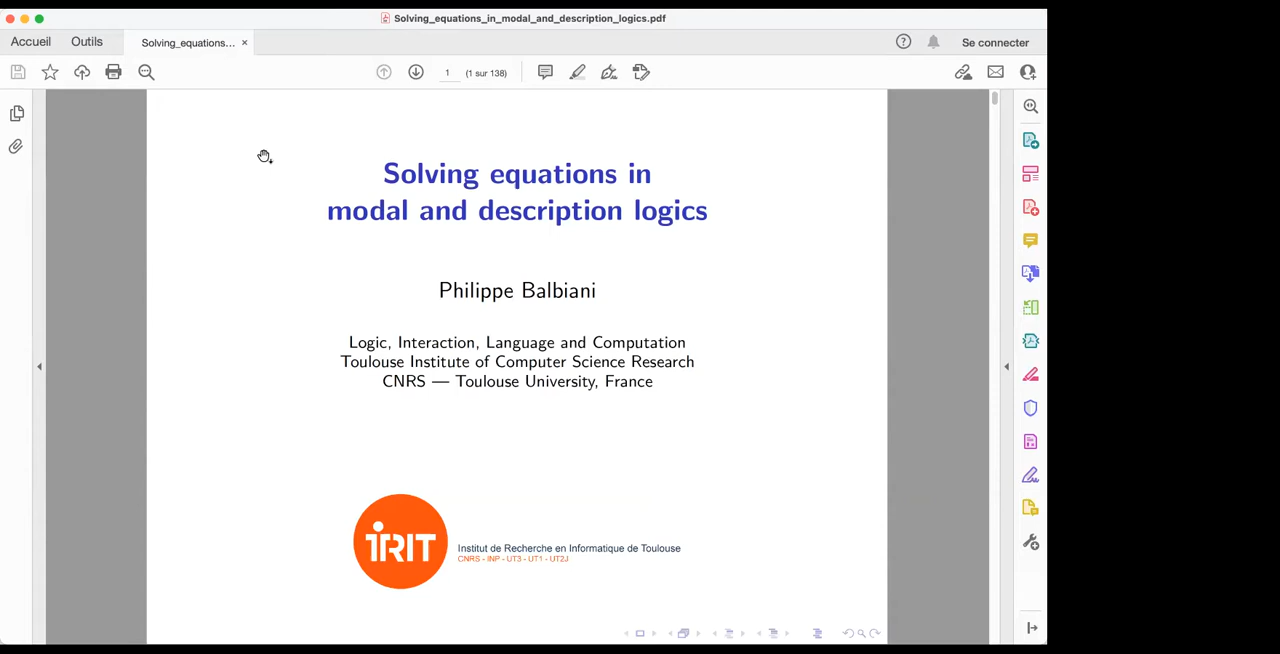 Solving_equations_in_modal_and_description_logics.pdf
Accueil Outils Solving_equations... × Se connecter
1 (1 sur 138)
Solving equations in
modal and description logics
Philippe Balbiani
Logic, Interaction, Language and Computation
Toulouse Institute of Computer Science Research
CNRS — Toulouse University, France
iRIT
Institut de Recherche en Informatique de Toulouse
CNRS - INP - UT3 - UT1 - UT2J